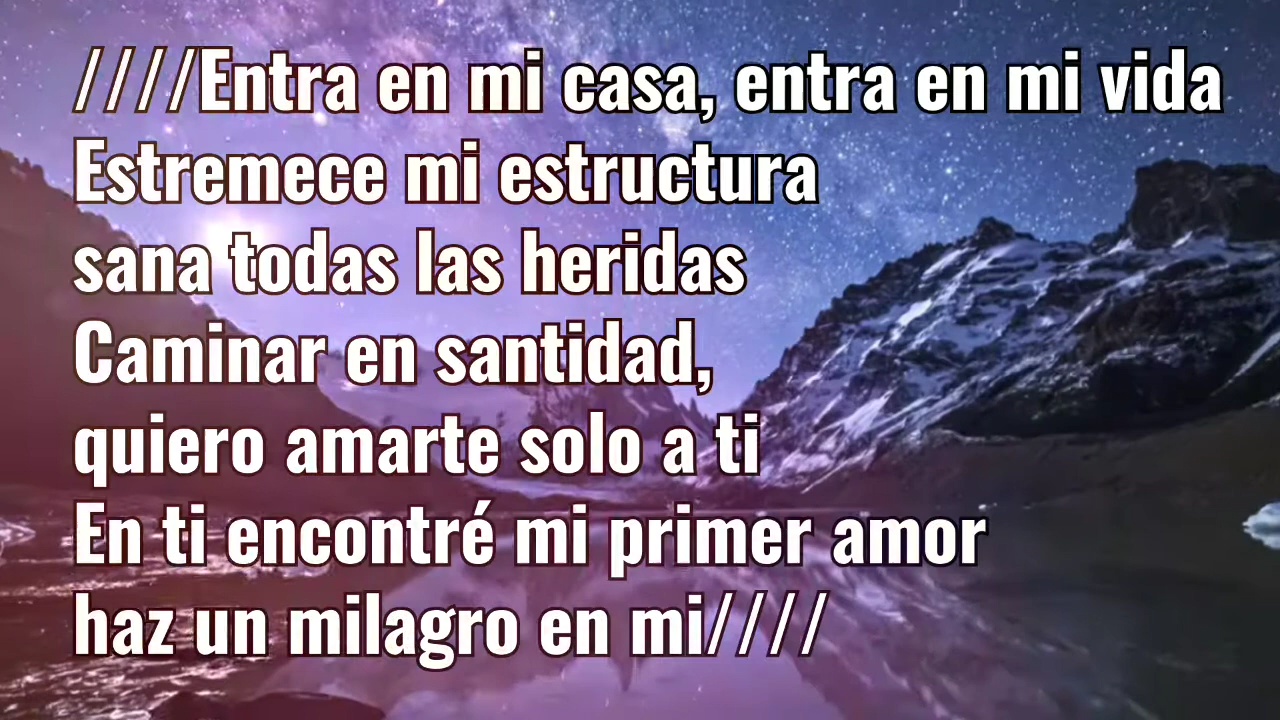 ////Entra en mi casa, entra en mi vida
Estremece mi estructura
sana todas las heridas
Caminar en santidad,
quiero amarte solo a ti
En ti encontré mi primer amor
haz un milagro en mi////